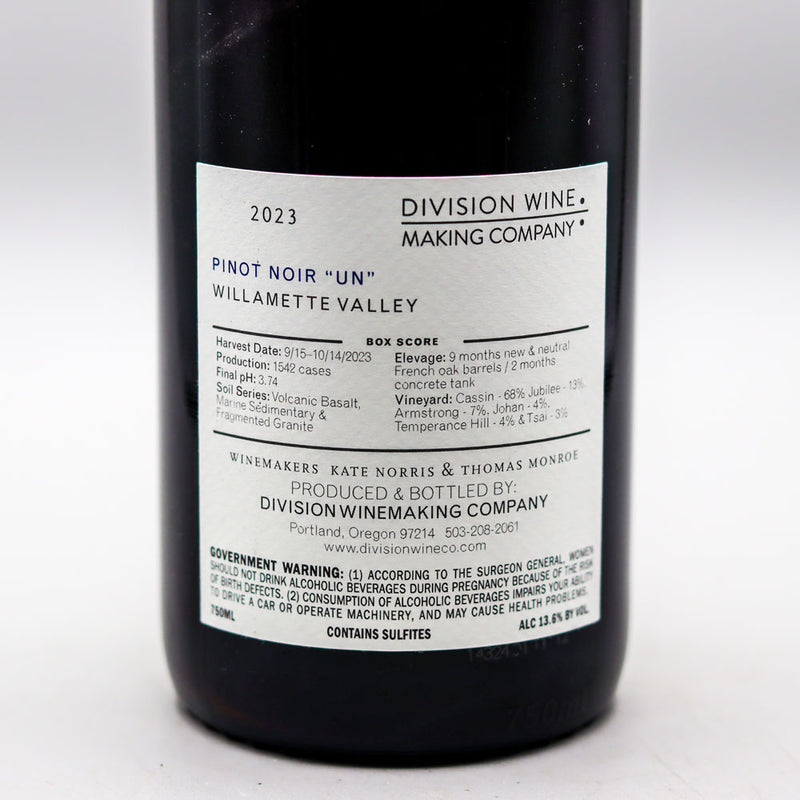 2023
DIVISION WINE
MAKING COMPANY
PINOT NOIR "UN"
WILLAMETTE VALLEY
BOX SCORE
Harvest Date: 9/15–10/14/2023
Production: 1542 cases
Final pH: 3.74
Soil Series: Volcanic Basalt,
Marine Sedimentary &
Fragmented Granite
Elevage: 9 months new & neutral
French oak barrels / 2 months
concrete tank
Vineyard: Cassin - 68% Jubilee - 13%,
Armstrong - 7%, Johan - 4%,
Temperance Hill - 4% & Tsai - 3%
WINEMAKERS KATE NORRIS & THOMAS MONROE
PRODUCED & BOTTLED BY:
DIVISION WINEMAKING COMPANY
Portland, Oregon 97214 503-208-2061
www.divisionwineco.com
GOVERNMENT WARNING: (1) ACCORDING TO THE SURGEON GENERAL, WOMEN
SHOULD NOT DRINK ALCOHOLIC BEVERAGES DURING PREGNANCY BECAUSE OF THE RISK
OF BIRTH DEFECTS. (2) CONSUMPTION OF ALCOHOLIC BEVERAGES IMPAIRS YOUR ABILITY
TO DRIVE A CAR OR OPERATE MACHINERY, AND MAY CAUSE HEALTH PROBLEMS.
750ML
CONTAINS SULFITES
ALC 13.6% BY VOL.
750ml